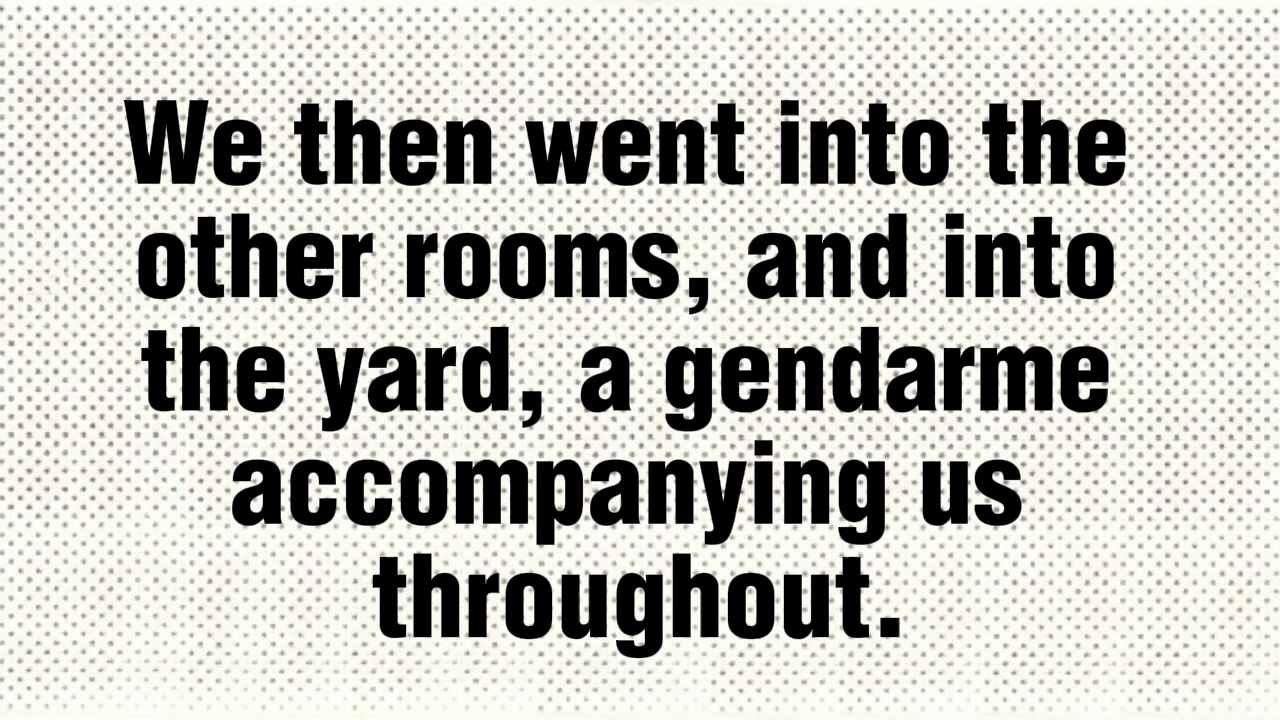 We then went into the
other rooms, and into
the yard, a gendarme
accompanying us
throughout.